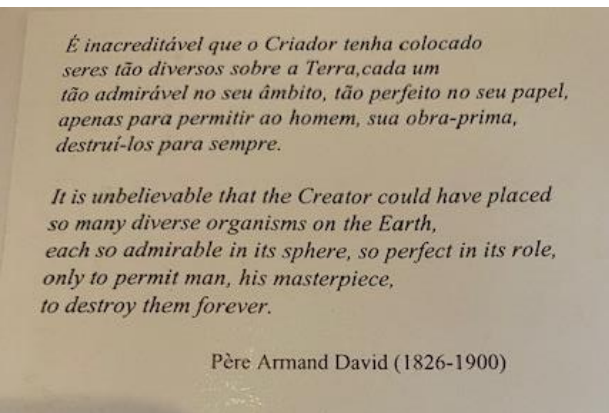 É inacreditável que o Criador tenha colocado
seres tão diversos sobre a Terra,cada um
tão admirável no seu âmbito, tão perfeito no seu papel,
apenas para permitir ao homem, sua obra-prima,
destruí-los para sempre.
It is unbelievable that the Creator could have placed
so many diverse organisms on the Earth,
each so admirable in its sphere, so perfect in its role,
only to permit man, his masterpiece,
to destroy them forever.
Père Armand David (1826-1900)